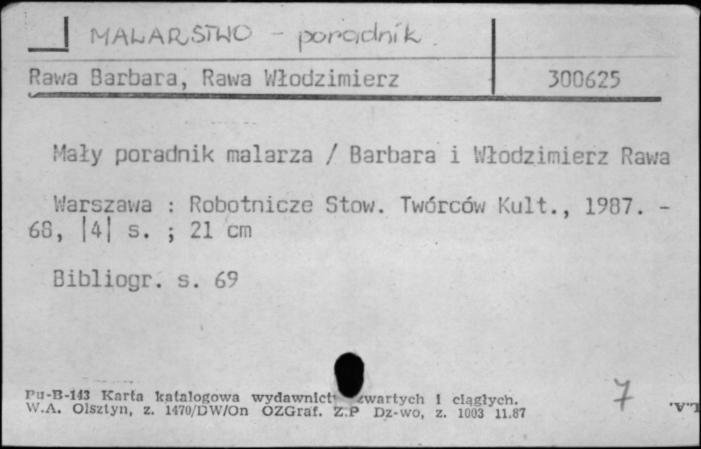 MALARSTWO - poradnik
Rawa Barbara, Rawa Włodzimierz 300625
Mały poradnik malarza / Barbara i Włodzimierz Rawa
Warszawa : Robotnicze Stow. Twórców Kult., 1987. -
68, |4| s. ; 21 cm
Bibliogr. s. 69
Pu-B-143 Karta katalogowa wydawnict zwartych i ciągłych.
W.A. Olsztyn, z. 1470/DW/On OZGraf. Z.P Dz-wo, z. 1003 11.87
7